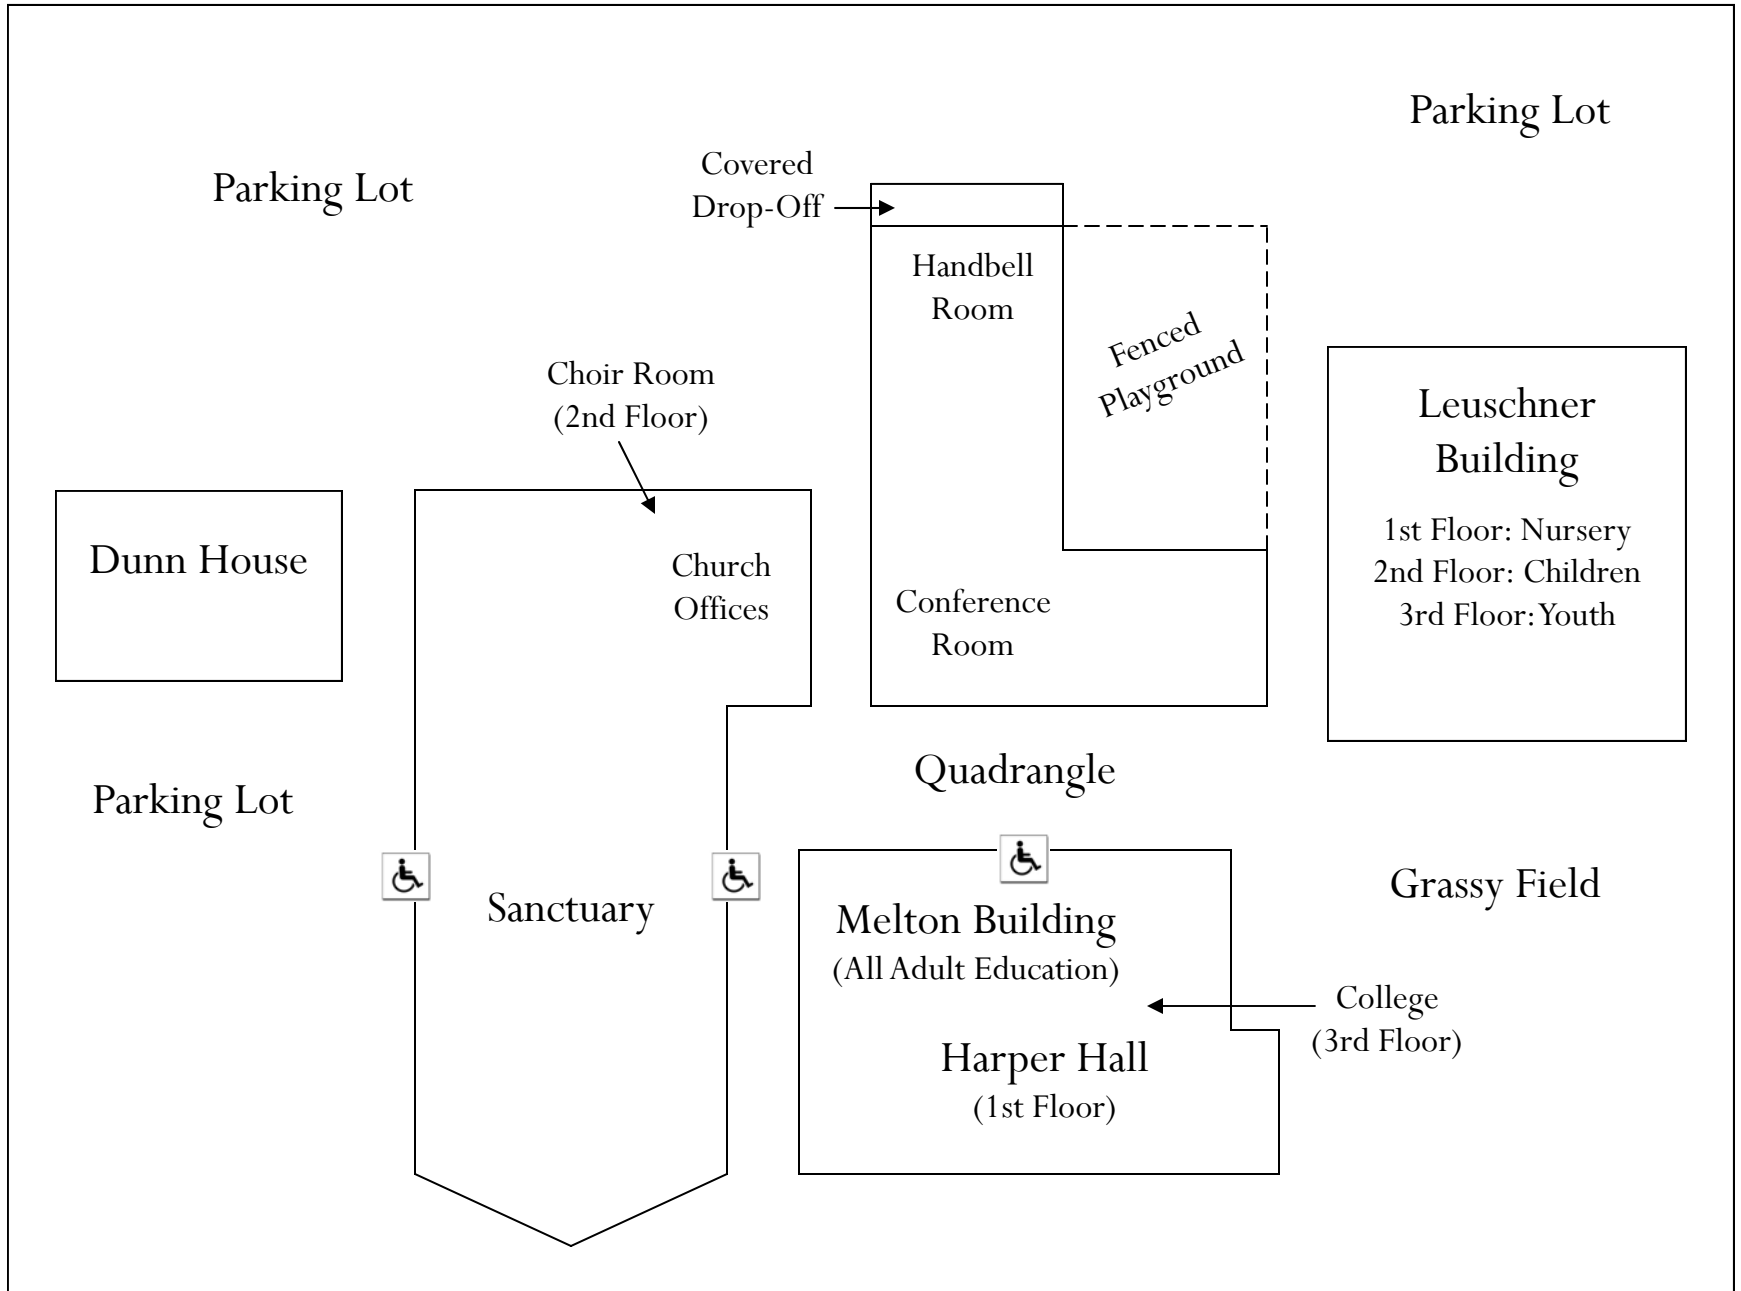 Parking Lot
Parking Lot
Covered
Drop-Off
Handbell
Room
Fenced
Playground
Choir Room
(2nd Floor)
Leuschner
Building
1st Floor: Nursery
2nd Floor: Children
3rd Floor: Youth
Dunn House
Church
Offices
Conference
Room
Quadrangle
Parking Lot
Sanctuary
Melton Building
(All Adult Education)
Grassy Field
College
(3rd Floor)
Harper Hall
(1st Floor)